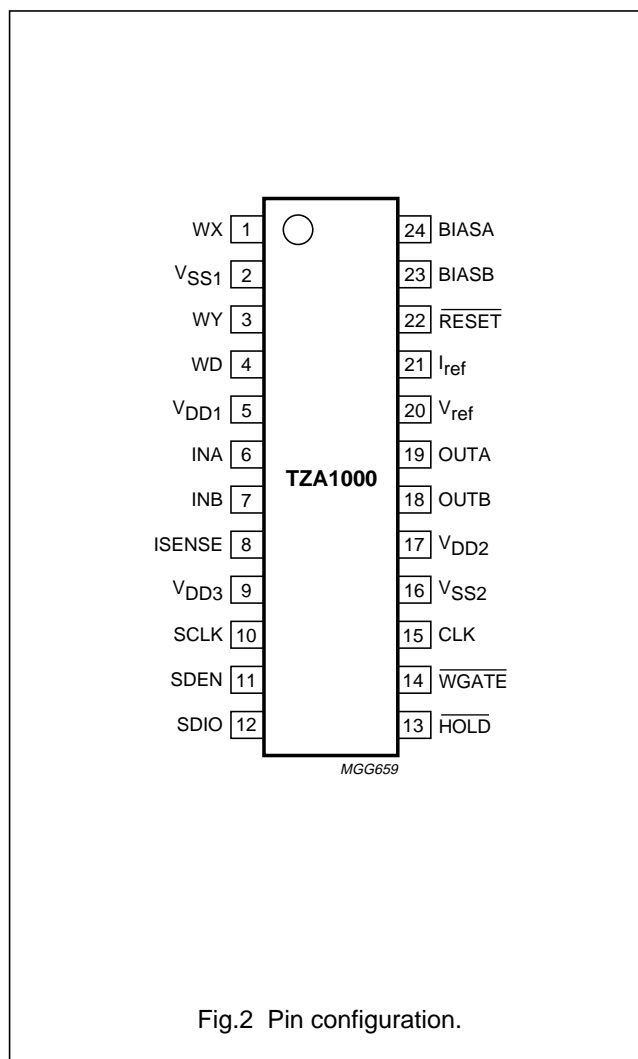 WX 1 24 BIASA
VSS1 2 23 BIASB
WY 3 22 RESET
WD 4 21 Iref
VDD1 5 20 Vref
INA 6 19 OUTA
TZA1000
INB 7 18 OUTB
ISENSE 8 17 VDD2
VDD3 9 16 VSS2
SCLK 10 15 CLK
SDEN 11 14 WGATE
SDIO 12 13 HOLD
MGG659
Fig.2 Pin configuration.